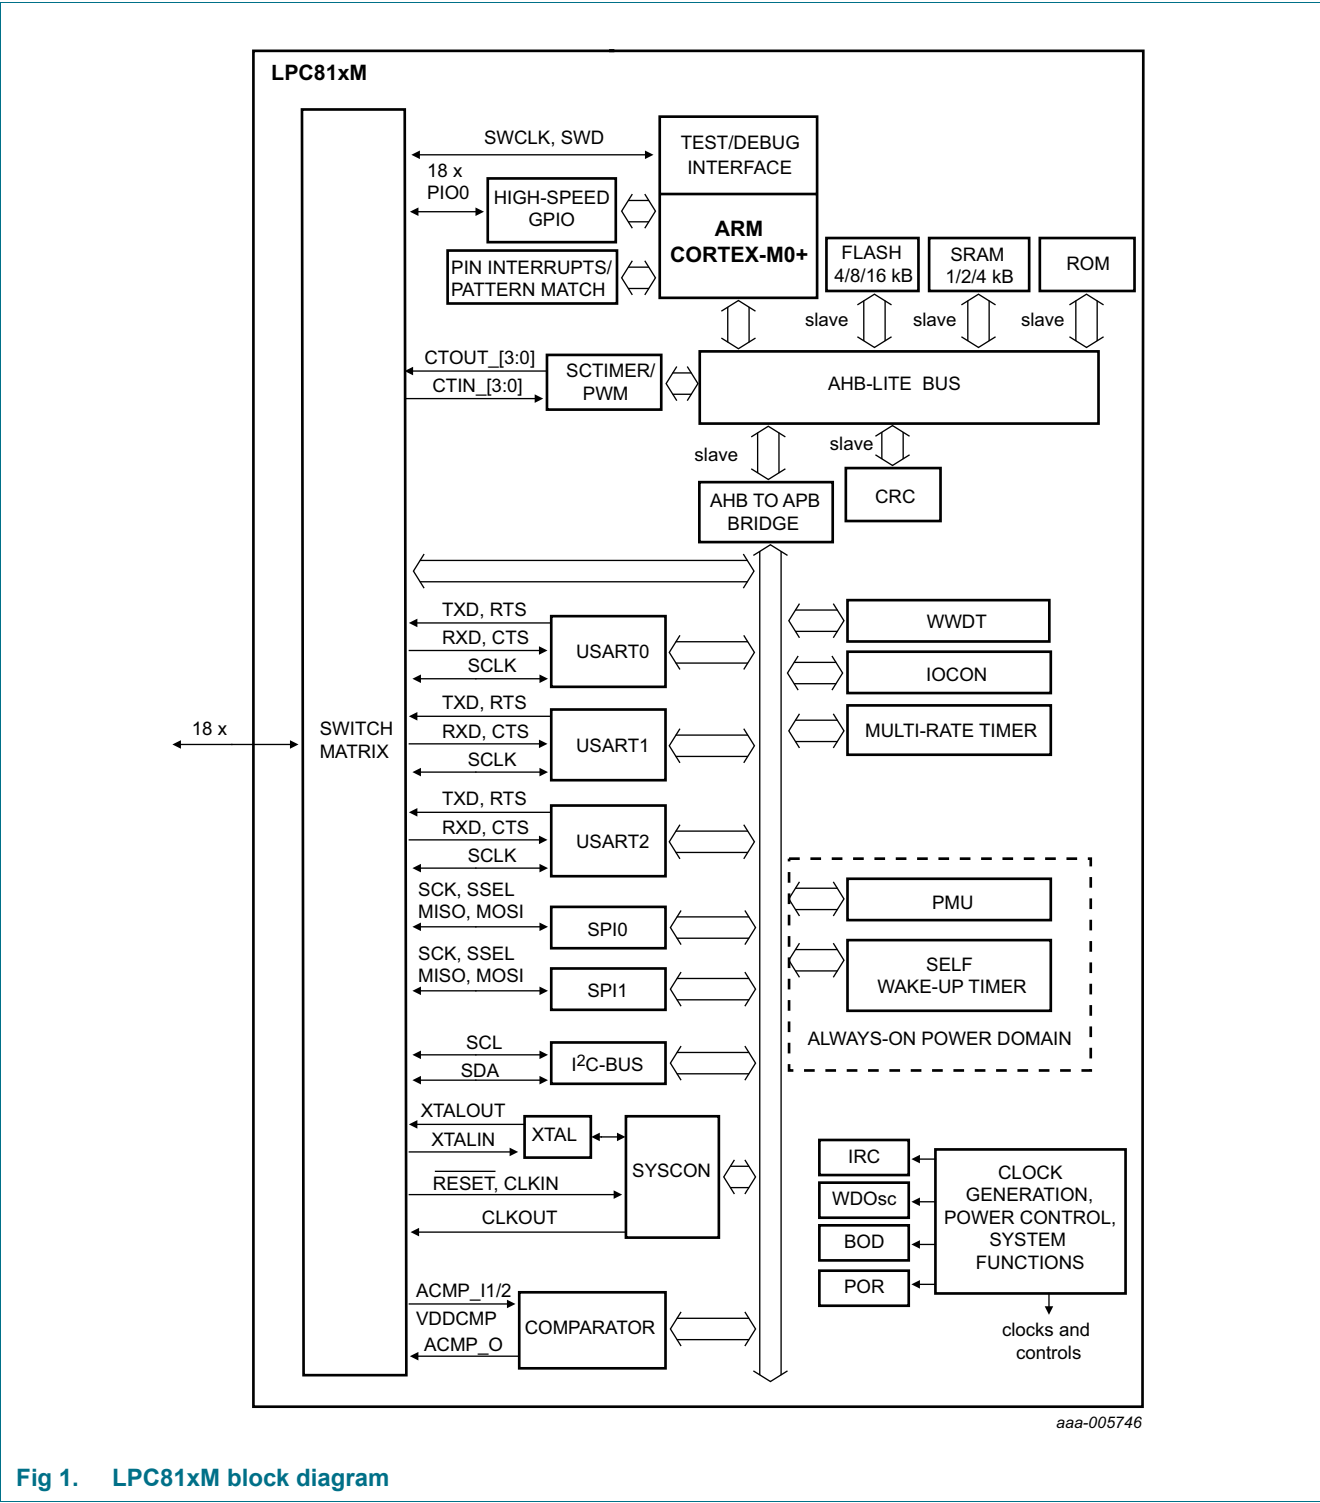 LPC81xM
SWCLK, SWD
TEST/DEBUG
INTERFACE
18 x
PIO0
HIGH-SPEED
GPIO
ARM
CORTEX-M0+
PIN INTERRUPTS/
PATTERN MATCH
FLASH
4/8/16 kB
SRAM
1/2/4 kB
ROM
slave
slave
slave
CTOUT_[3:0]
CTIN_[3:0]
SCTIMER/
PWM
AHB-LITE BUS
slave
slave
AHB TO APB
BRIDGE
CRC
TXD, RTS
RXD, CTS
SCLK
USART0
WWDT
IOCON
TXD, RTS
RXD, CTS
SCLK
USART1
MULTI-RATE TIMER
18 x
SWITCH
MATRIX
TXD, RTS
RXD, CTS
SCLK
USART2
SCK, SSEL
MISO, MOSI
SPI0
PMU
SCK, SSEL
MISO, MOSI
SPI1
SELF
WAKE-UP TIMER
ALWAYS-ON POWER DOMAIN
SCL
SDA
I²C-BUS
XTALOUT
XTALIN
XTAL
SYSCON
RESET, CLKIN
CLKOUT
IRC
WDOsc
BOD
POR
CLOCK
GENERATION,
POWER CONTROL,
SYSTEM
FUNCTIONS
clocks and
controls
ACMP_I1/2
VDDCMP
ACMP_O
COMPARATOR
aaa-005746
Fig 1. LPC81xM block diagram